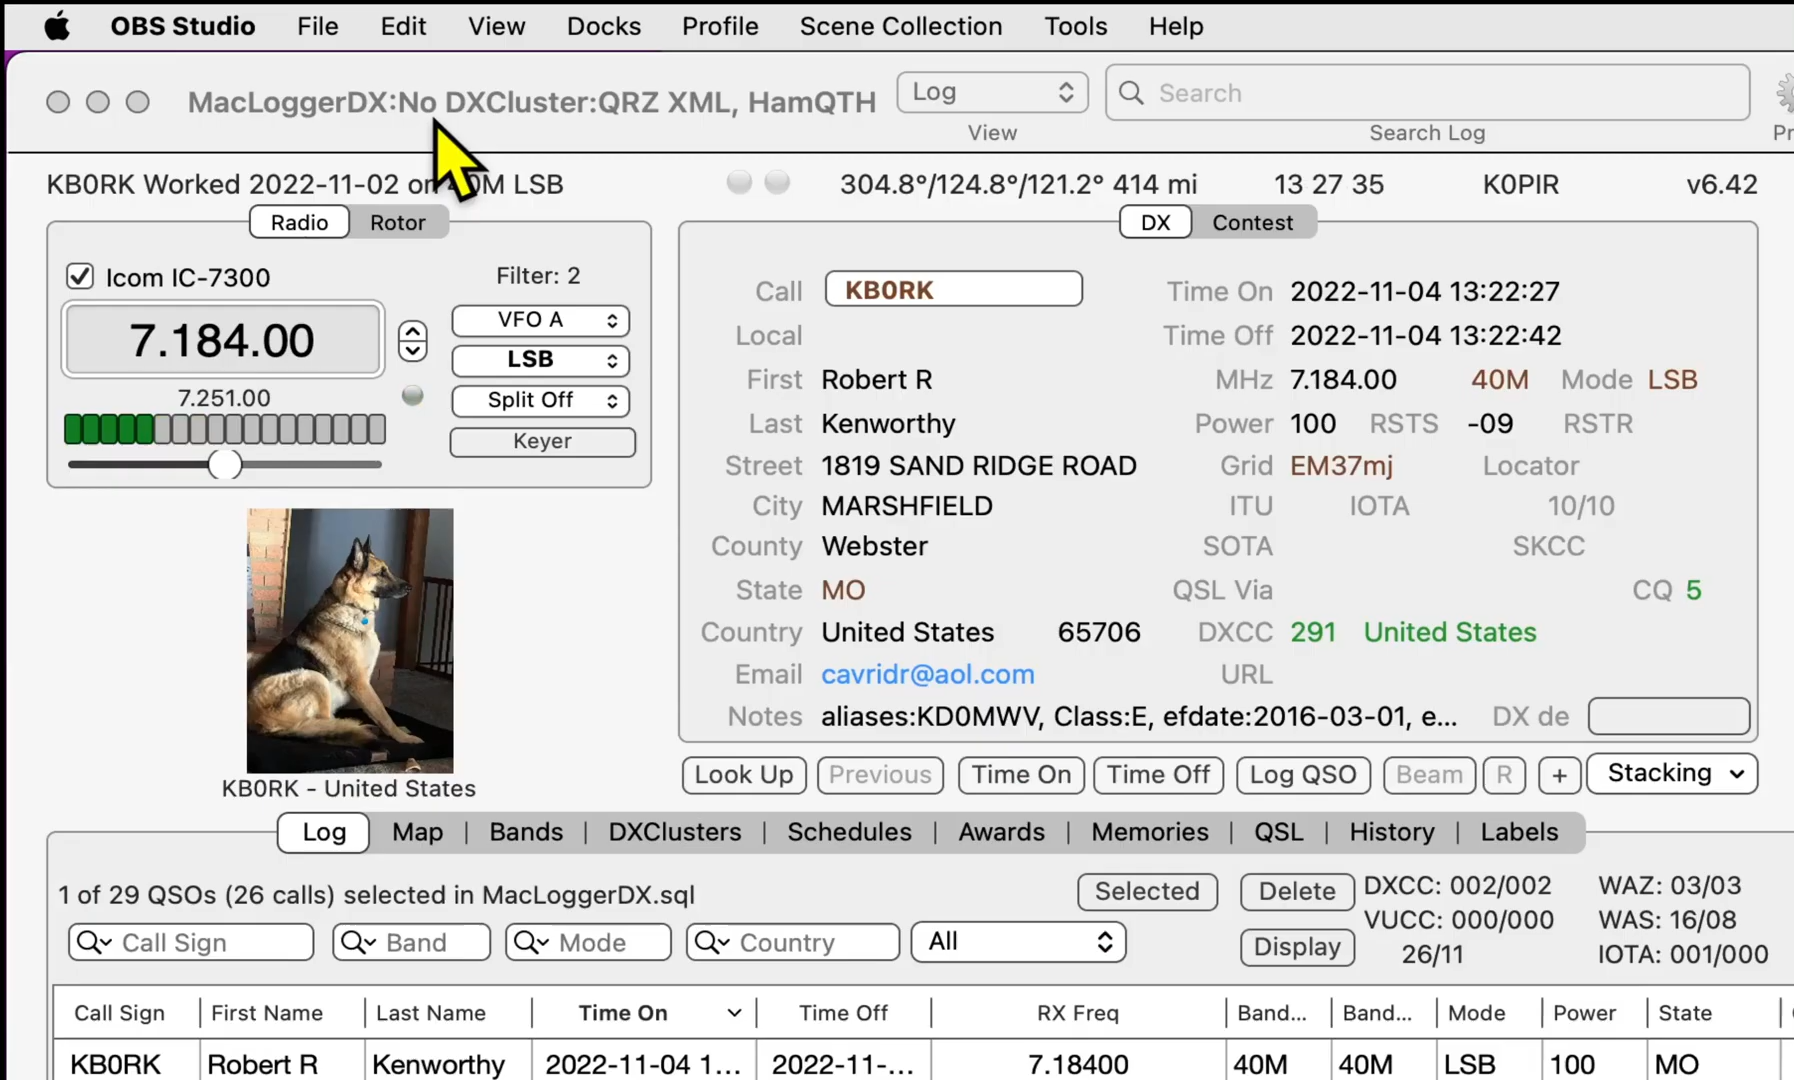 OBS Studio File Edit View Docks Profile Scene Collection Tools Help
MacLoggerDX:No DXCluster:QRZ XML, HamQTH Log Search
View Search Log
KB0RK Worked 2022-11-02 on 40M LSB 304.8°/124.8°/121.2° 414 mi 13 27 35 K0PIR v6.42
Radio Rotor DX Contest
Icom IC-7300 Filter: 2
7.184.00 VFO A
LSB
7.251.00 Split Off
Keyer
Call KB0RK Time On 2022-11-04 13:22:27
Local Time Off 2022-11-04 13:22:42
First Robert R MHz 7.184.00 40M Mode LSB
Last Kenworthy Power 100 RSTS -09 RSTR
Street 1819 SAND RIDGE ROAD Grid EM37mj Locator
City MARSHFIELD ITU IOTA 10/10
County Webster SOTA SKCC
State MO QSL Via CQ 5
Country United States 65706 DXCC 291 United States
Email cavridr@aol.com URL
Notes aliases:KD0MWV, Class:E, efdate:2016-03-01, e... DX de
KB0RK - United States
Look Up Previous Time On Time Off Log QSO Beam R + Stacking
Log Map | Bands | DXClusters | Schedules | Awards | Memories | QSL | History | Labels
1 of 29 QSOs (26 calls) selected in MacLoggerDX.sql Selected Delete DXCC: 002/002 WAZ: 03/03
VUCC: 000/000 WAS: 16/08
Call Sign Band Mode Country All Display 26/11 IOTA: 001/000
Call Sign First Name Last Name Time On Time Off RX Freq Band... Band... Mode Power State
KB0RK Robert R Kenworthy 2022-11-04 1... 2022-11-... 7.18400 40M 40M LSB 100 MO